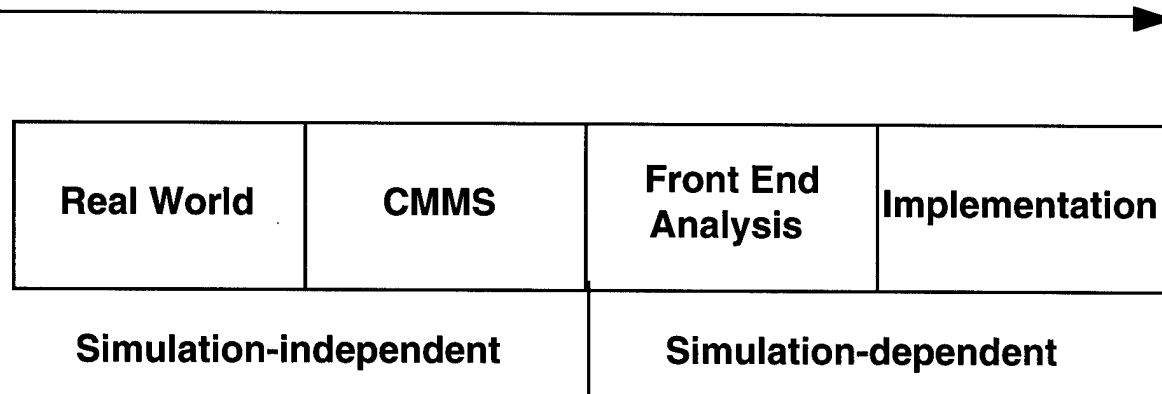 Real World
CMMS
Front End
Analysis
Implementation
Simulation-independent
Simulation-dependent